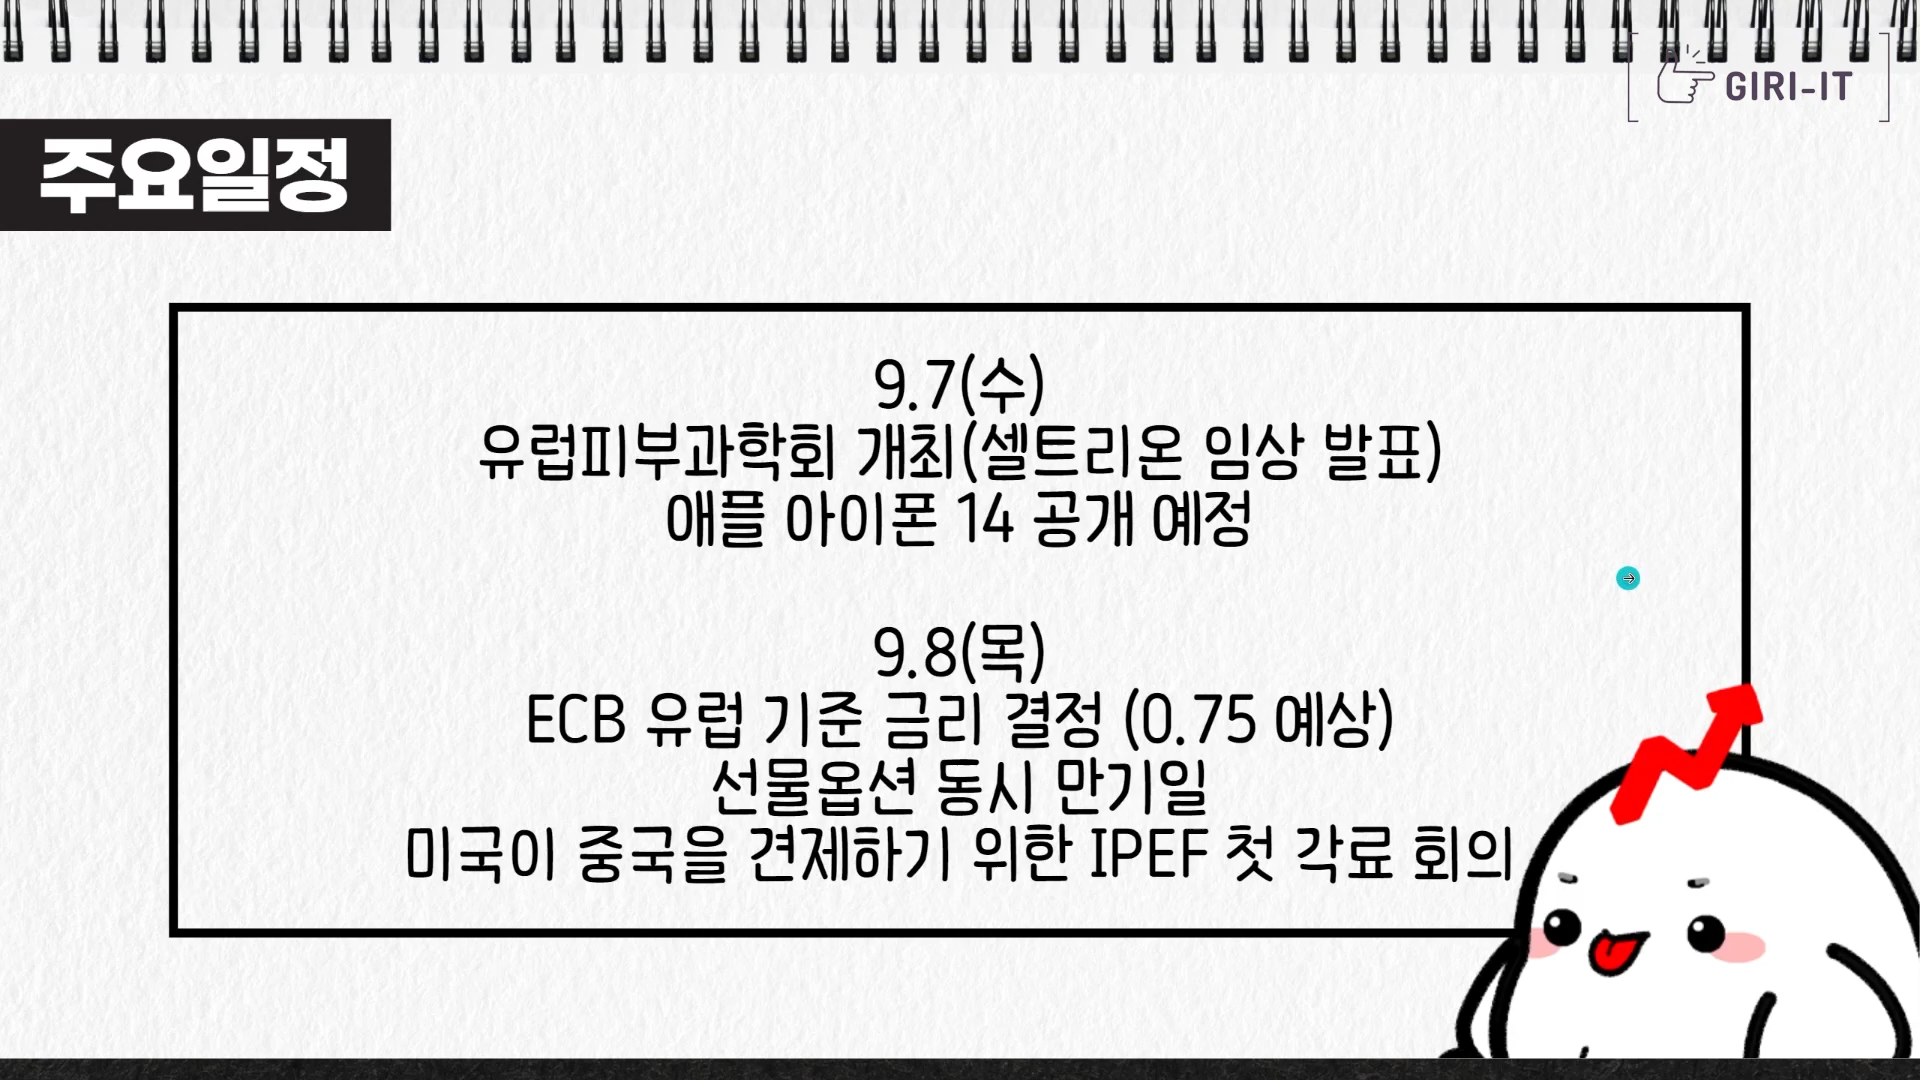 GIRI-IT
주요일정
9.7(수)
유럽피부과학회 개최(셀트리온 임상 발표)
애플 아이폰 14 공개 예정
9.8(목)
ECB 유럽 기준 금리 결정 (0.75 예상)
선물옵션 동시 만기일
미국이 중국을 견제하기 위한 IPEF 첫 각료 회의